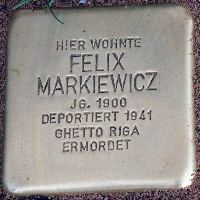 HIER WOHNTE
FELIX
MARKIEWICZ
JG. 1900
DEPORTIERT 1941
GHETTO RIGA
ERMORDET